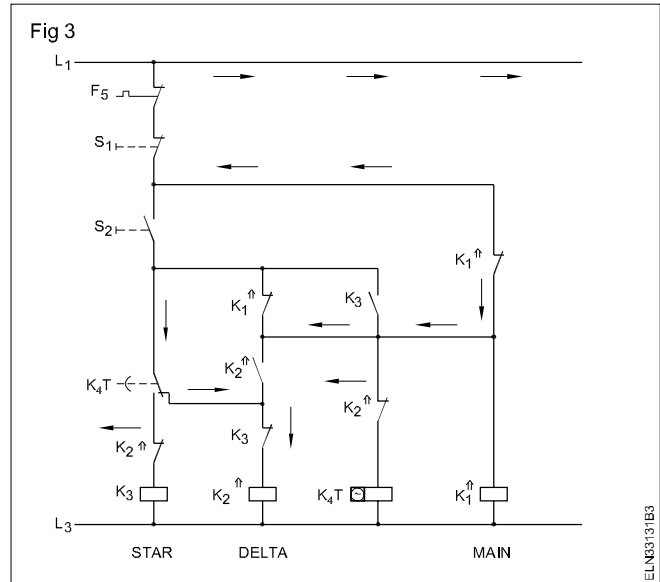 Fig 3
L1
F5
S1
S2
K1
K1
K3
K2
K4T
K2
K2
K3
K3
K2
K4T
K1
L3
STAR DELTA MAIN
ELN33131B3